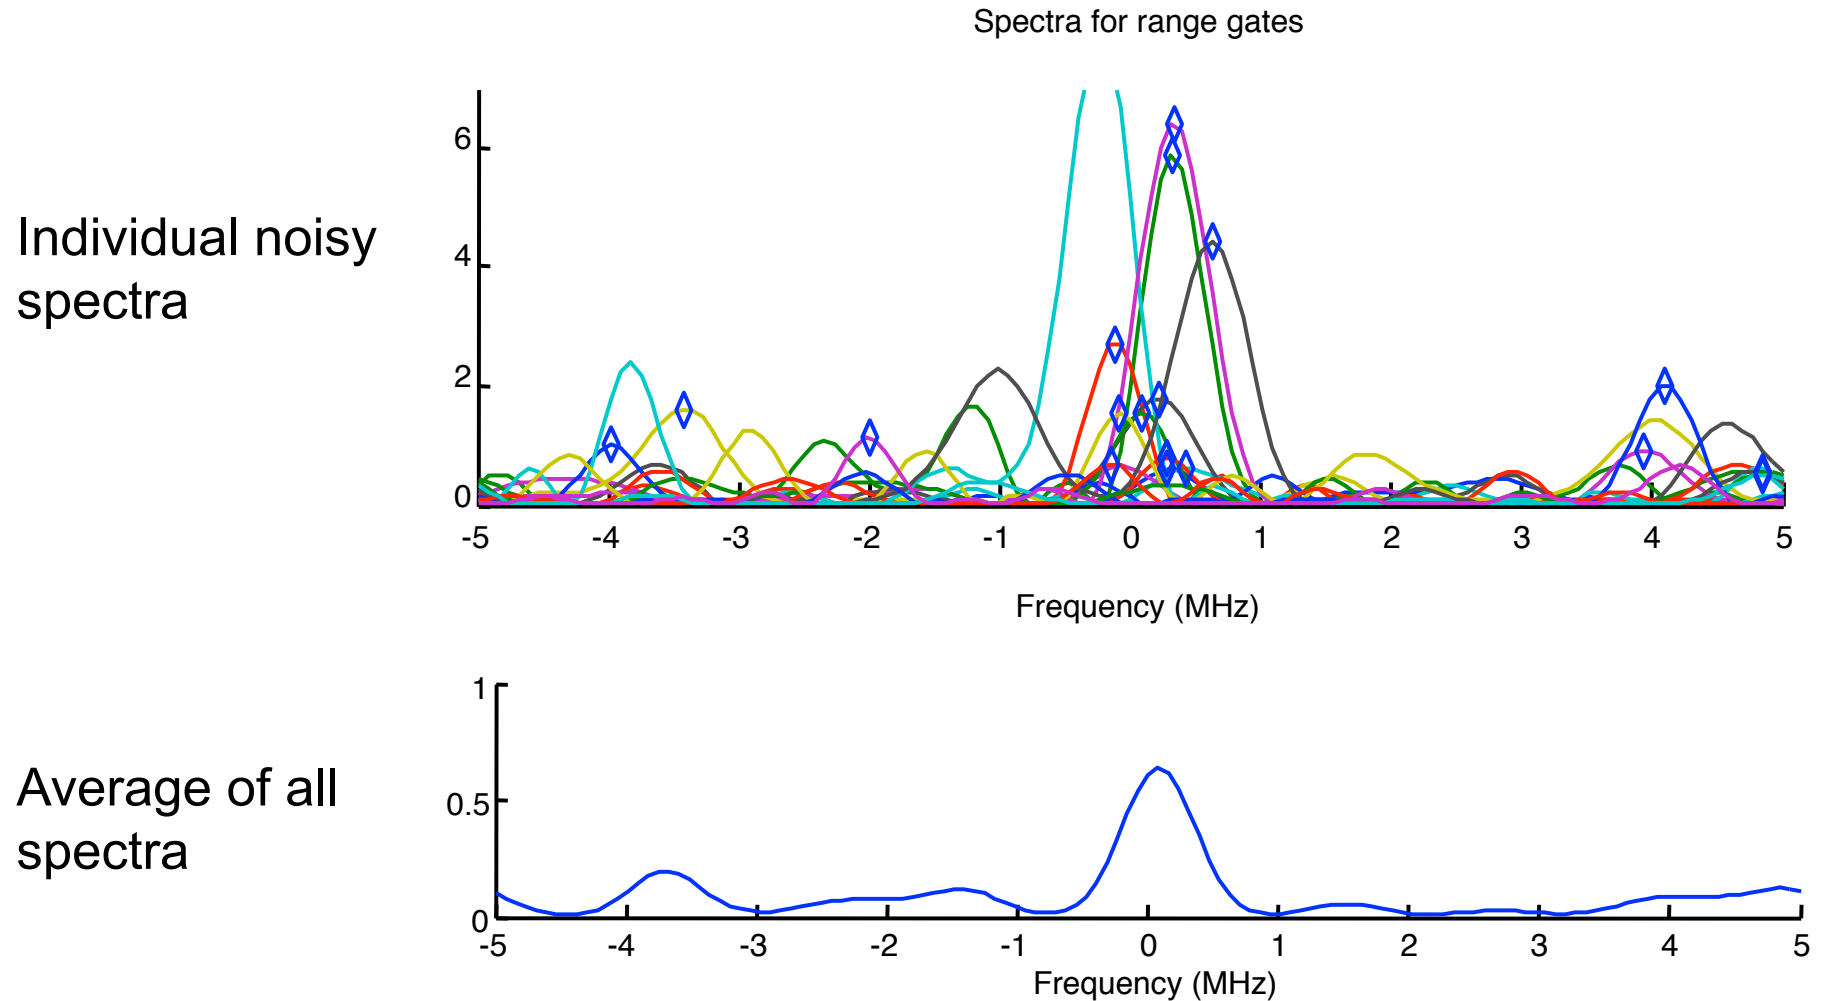 Spectra for range gates
Individual noisy
spectra
6
4
2
0
-5 -4 -3 -2 -1 0 1 2 3 4 5
Frequency (MHz)
Average of all
spectra
1
0.5
0
-5 -4 -3 -2 -1 0 1 2 3 4 5
Frequency (MHz)